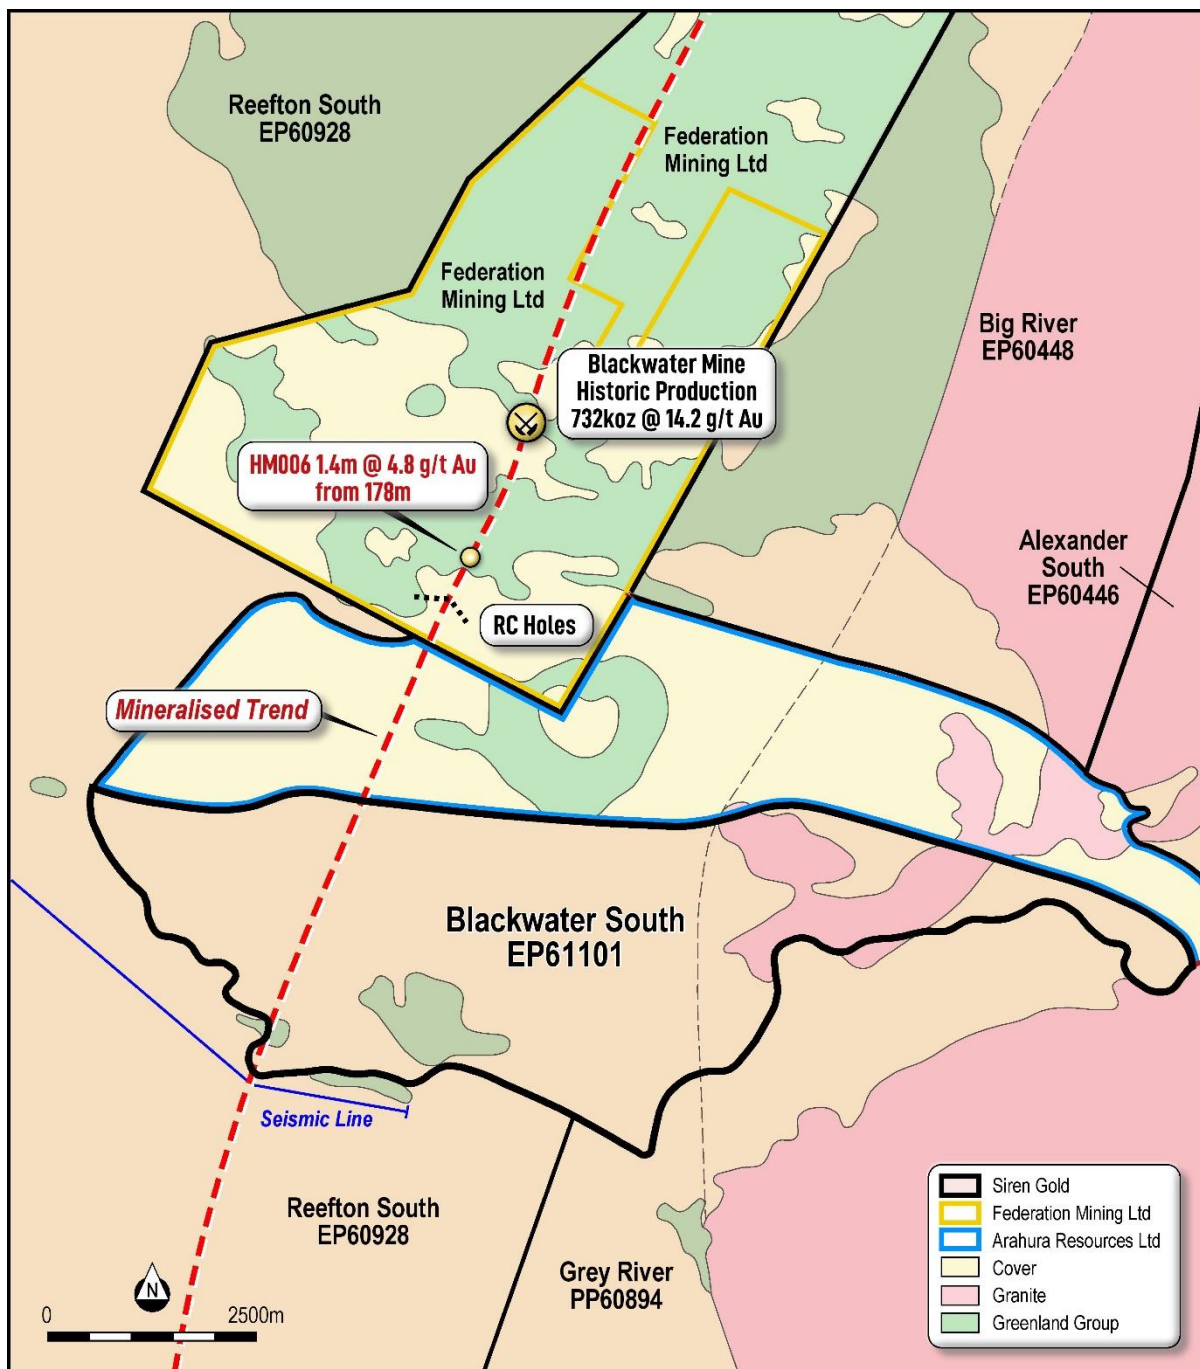 Reefton South
EP60928
Federation
Mining Ltd
Federation
Mining Ltd
Big River
EP60448
Blackwater Mine
Historic Production
732koz @ 14.2 g/t Au
HM006 1.4m @ 4.8 g/t Au
from 178m
Alexander
South
EP60446
RC Holes
Mineralised Trend
Blackwater South
EP61101
Seismic Line
Reefton South
EP60928
Grey River
PP60894
N
0 2500m
Siren Gold
Federation Mining Ltd
Arahura Resources Ltd
Cover
Granite
Greenland Group